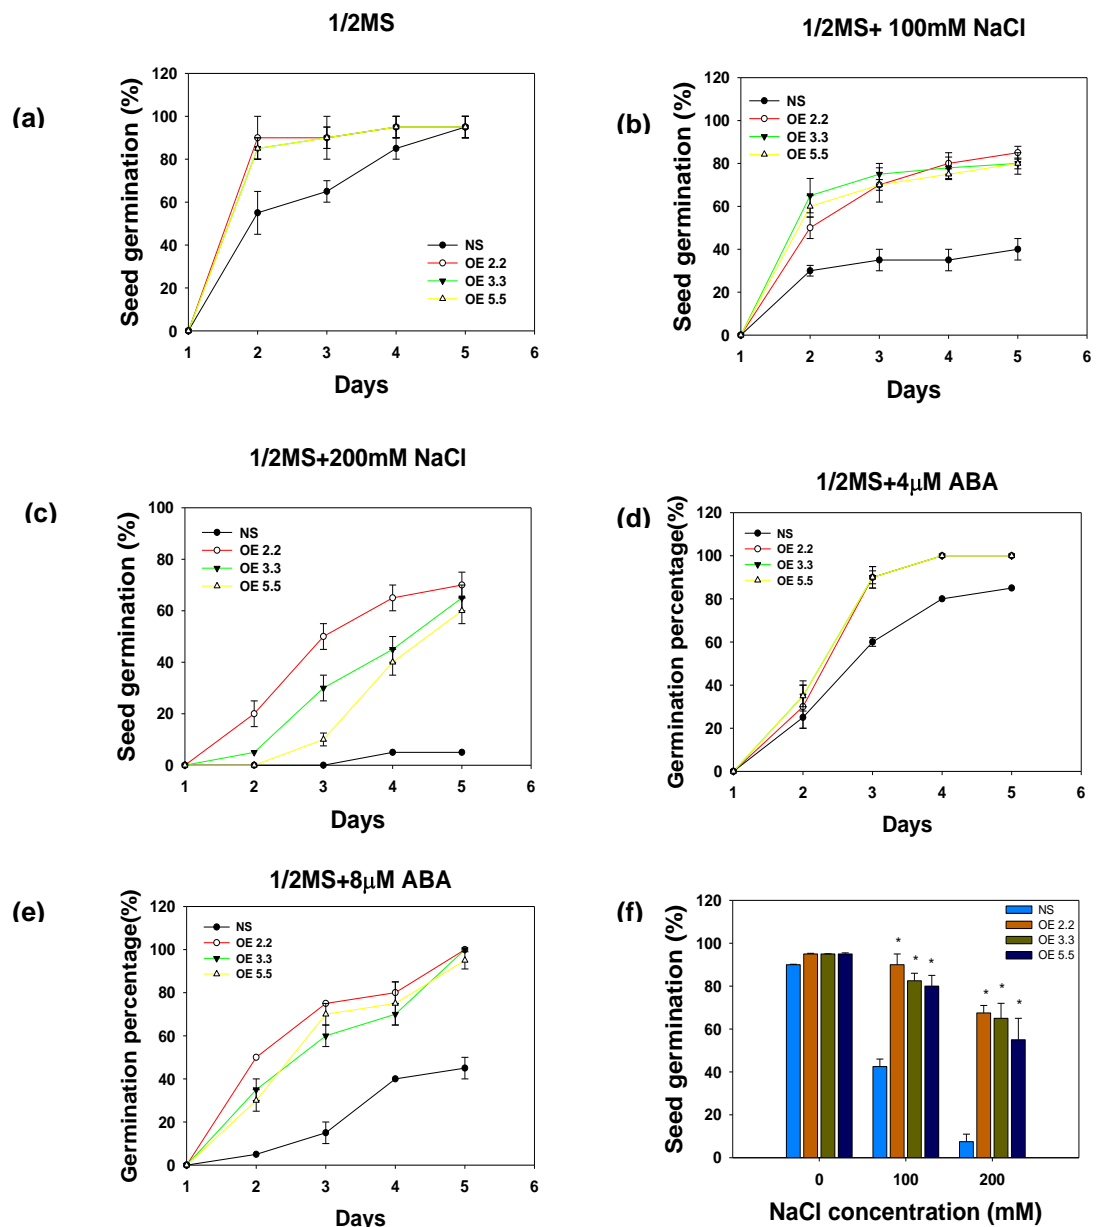 1/2MS
(a)
Seed germination (%)
120
100
80
60
40
20
0
NS
OE 2.2
OE 3.3
OE 5.5
1 2 3 4 5 6
Days
1/2MS+ 100mM NaCl
(b)
Seed germination (%)
120
100
80
60
40
20
0
NS
OE 2.2
OE 3.3
OE 5.5
1 2 3 4 5 6
Days
1/2MS+200mM NaCl
(c)
Seed germination (%)
100
80
60
40
20
0
NS
OE 2.2
OE 3.3
OE 5.5
1 2 3 4 5 6
Days
1/2MS+4μM ABA
(d)
Germination percentage(%)
120
100
80
60
40
20
0
NS
OE 2.2
OE 3.3
OE 5.5
1 2 3 4 5 6
Days
1/2MS+8μM ABA
(e)
Germination percentage(%)
120
100
80
60
40
20
0
NS
OE 2.2
OE 3.3
OE 5.5
1 2 3 4 5 6
Days
(f)
Seed germination (%)
120
100
80
60
40
20
0
NS
OE 2.2
OE 3.3
OE 5.5
* * *
* * *
0 100 200
NaCl concentration (mM)